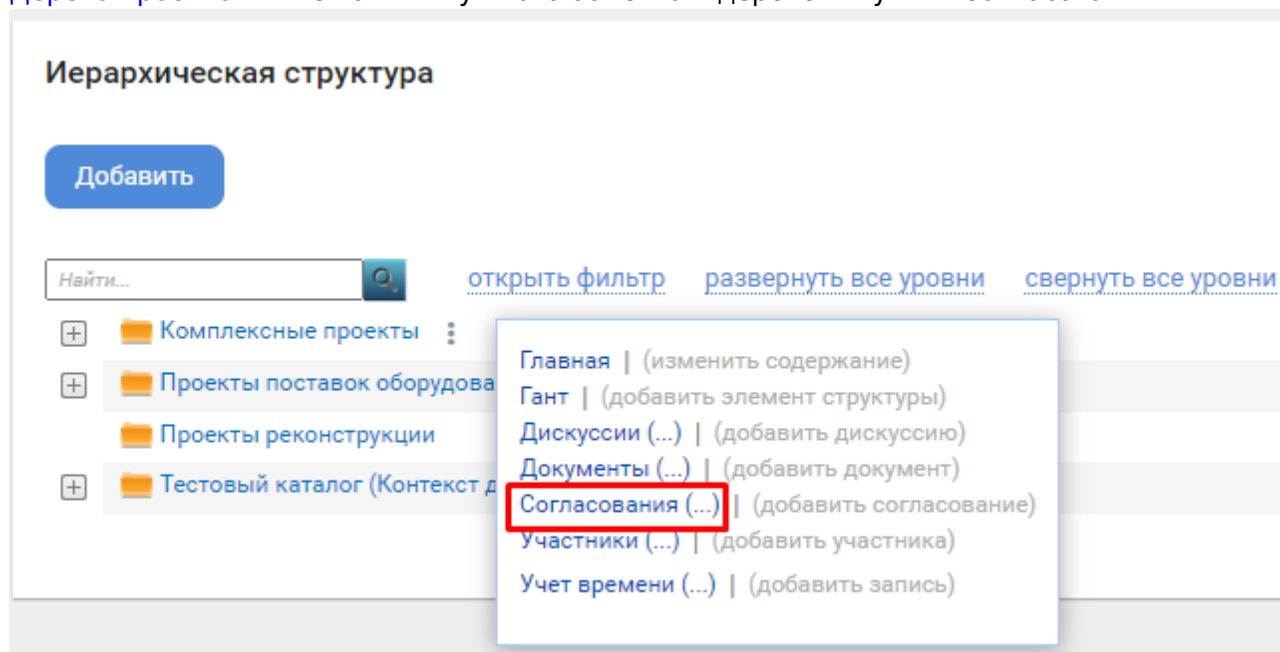 Иерархическая структура
Добавить
Найти...
открыть фильтр развернуть все уровни свернуть все уровни
Комплексные проекты
Проекты поставок оборудова
Проекты реконструкции
Тестовый каталог (Контекст д
Главная | (изменить содержание)
Гант | (добавить элемент структуры)
Дискуссии (...) | (добавить дискуссию)
Документы (...) | (добавить документ)
Согласования (...) | (добавить согласование)
Участники (...) | (добавить участника)
Учет времени (...) | (добавить запись)